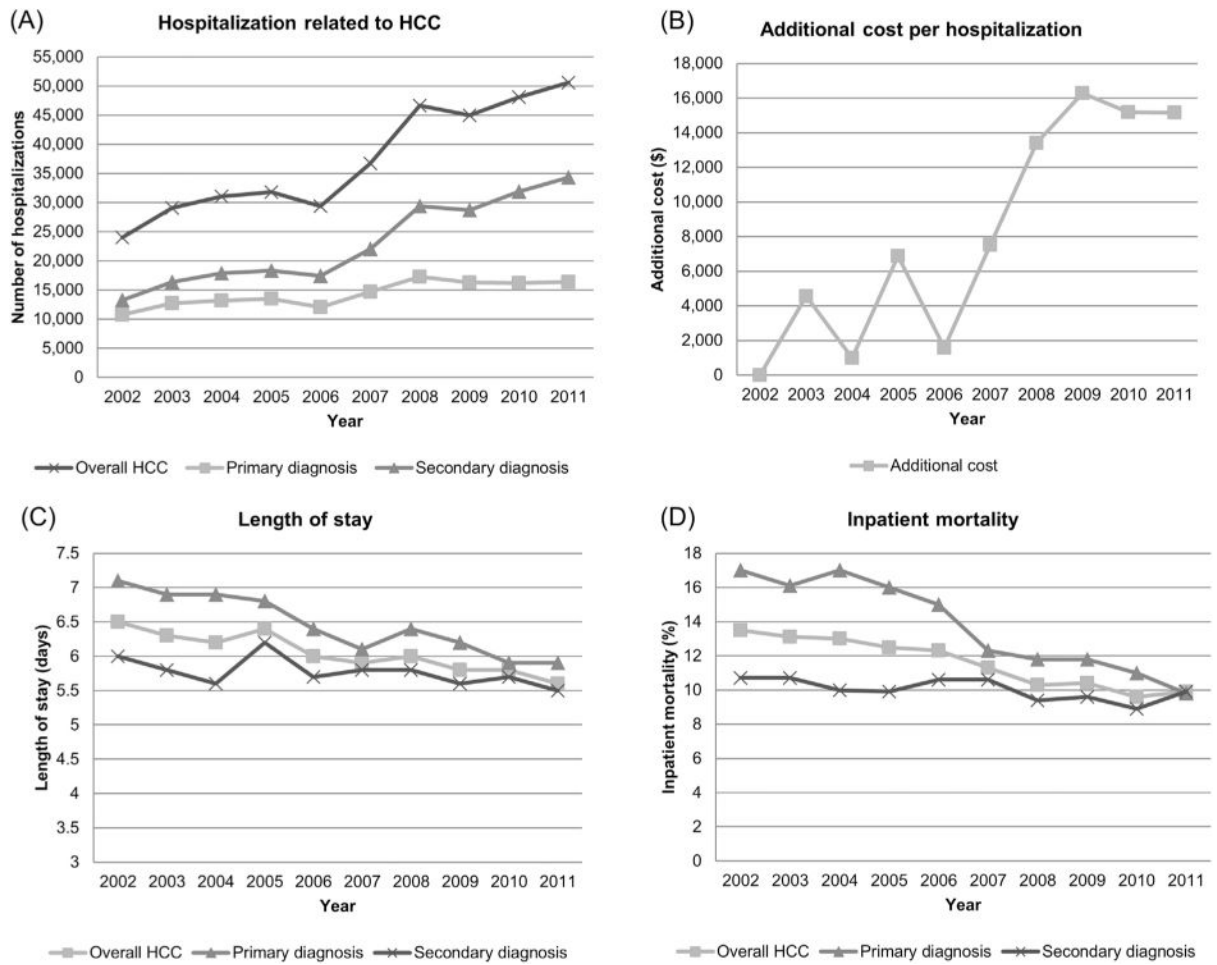 (A)
Hospitalization related to HCC
55,000
50,000
45,000
40,000
35,000
30,000
25,000
20,000
15,000
10,000
5,000
0
Number of hospitalizations
2002 2003 2004 2005 2006 2007 2008 2009 2010 2011
Year
Overall HCC Primary diagnosis Secondary diagnosis
(B)
Additional cost per hospitalization
18,000
16,000
14,000
12,000
10,000
8,000
6,000
4,000
2,000
0
Additional cost ($)
2002 2003 2004 2005 2006 2007 2008 2009 2010 2011
Year
Additional cost
(C)
Length of stay
7.5
7
6.5
6
5.5
5
4.5
4
3.5
3
Length of stay (days)
2002 2003 2004 2005 2006 2007 2008 2009 2010 2011
Year
Overall HCC Primary diagnosis Secondary diagnosis
(D)
Inpatient mortality
18
16
14
12
10
8
6
4
2
0
Inpatient mortality (%)
2002 2003 2004 2005 2006 2007 2008 2009 2010 2011
Year
Overall HCC Primary diagnosis Secondary diagnosis